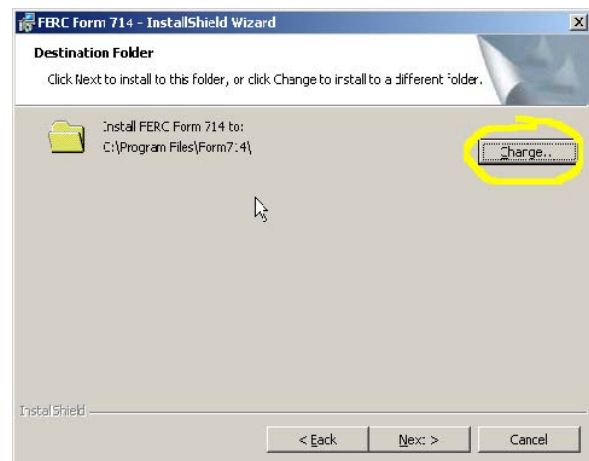 FERC Form 714 - InstallShield Wizard
Destination Folder
Click Next to install to this folder, or click Change to install to a different folder.
Install FERC Form 714 to:
C:\Program Files\Form714\
Change..
InstallShield
< Back
Next >
Cancel